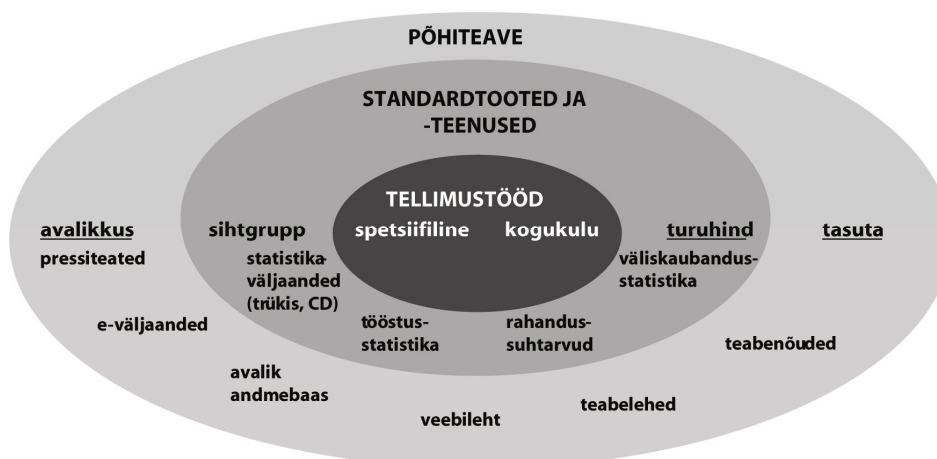 PÕHITEAVE
STANDARDTOOTED JA
-TEENUSED
TELLIMUSTÖÖD
avalikkus
sihtgrupp
spetsiifiline
kogukulu
turuhind
tasuta
pressiteated
statistika-
väljaanded
(trükis, CD)
väliskaubandus-
statistika
e-väljaanded
tööstus-
statistika
rahandus-
suhtarvud
teabenõuded
avalik
andmebaas
veebileht
teabelehed